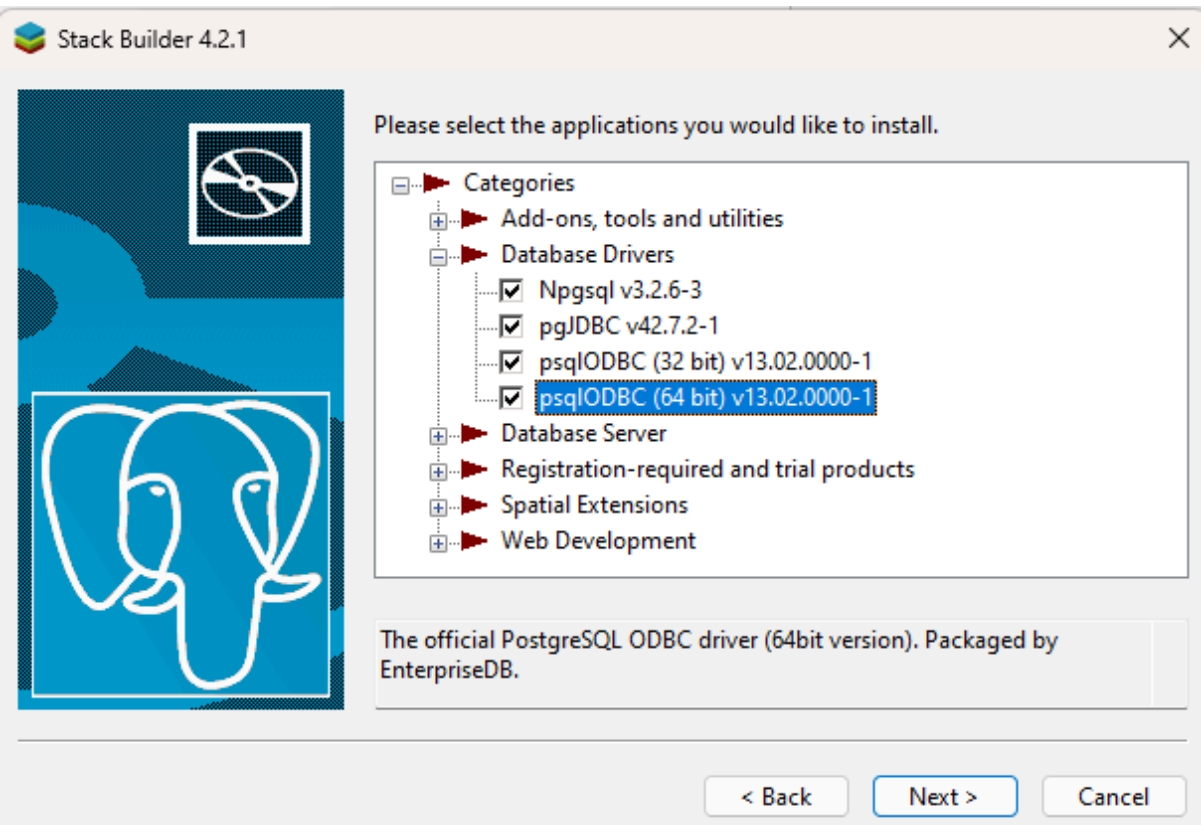 Stack Builder 4.2.1
Please select the applications you would like to install.
Categories
Add-ons, tools and utilities
Database Drivers
Npgsql v3.2.6-3
pgJDBC v42.7.2-1
psqlODBC (32 bit) v13.02.0000-1
psqlODBC (64 bit) v13.02.0000-1
Database Server
Registration-required and trial products
Spatial Extensions
Web Development
The official PostgreSQL ODBC driver (64bit version). Packaged by
EnterpriseDB.
< Back
Next >
Cancel